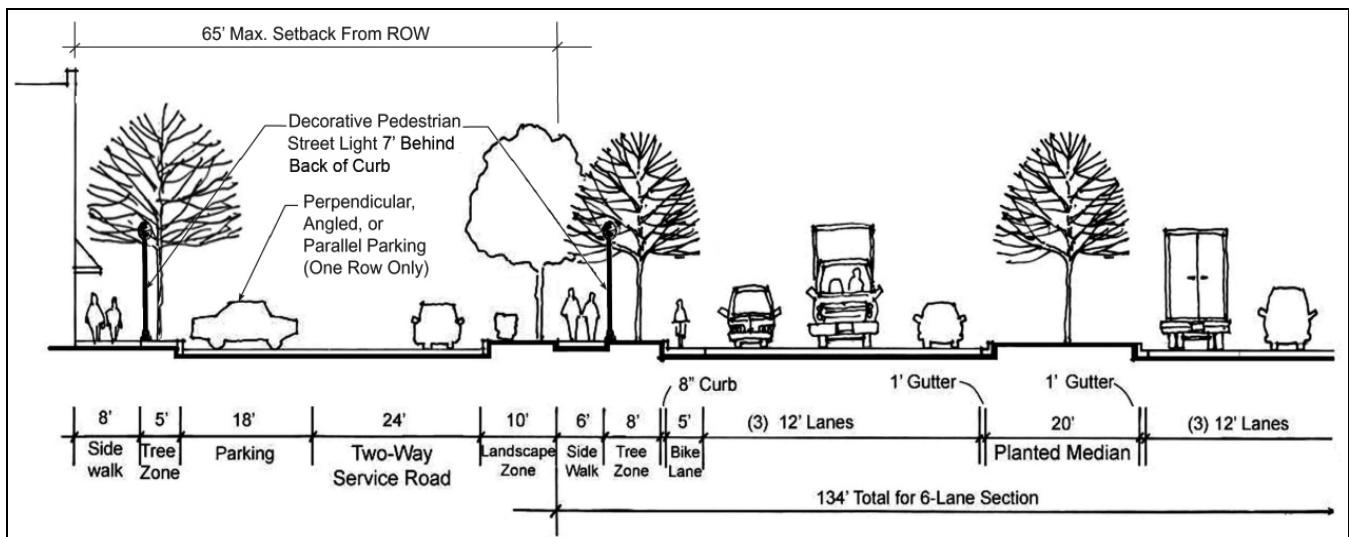 65' Max. Setback From ROW
Decorative Pedestrian
Street Light 7' Behind
Back of Curb
Perpendicular,
Angled, or
Parallel Parking
(One Row Only)
8" Curb
1' Gutter
1' Gutter
8'
5'
18'
24'
10'
6'
8'
5'
(3) 12' Lanes
20'
(3) 12' Lanes
Side
walk
Tree
Zone
Parking
Two-Way
Service Road
Landscape
Zone
Side
Walk
Tree
Zone
Bike
Lane
Planted Median
134' Total for 6-Lane Section